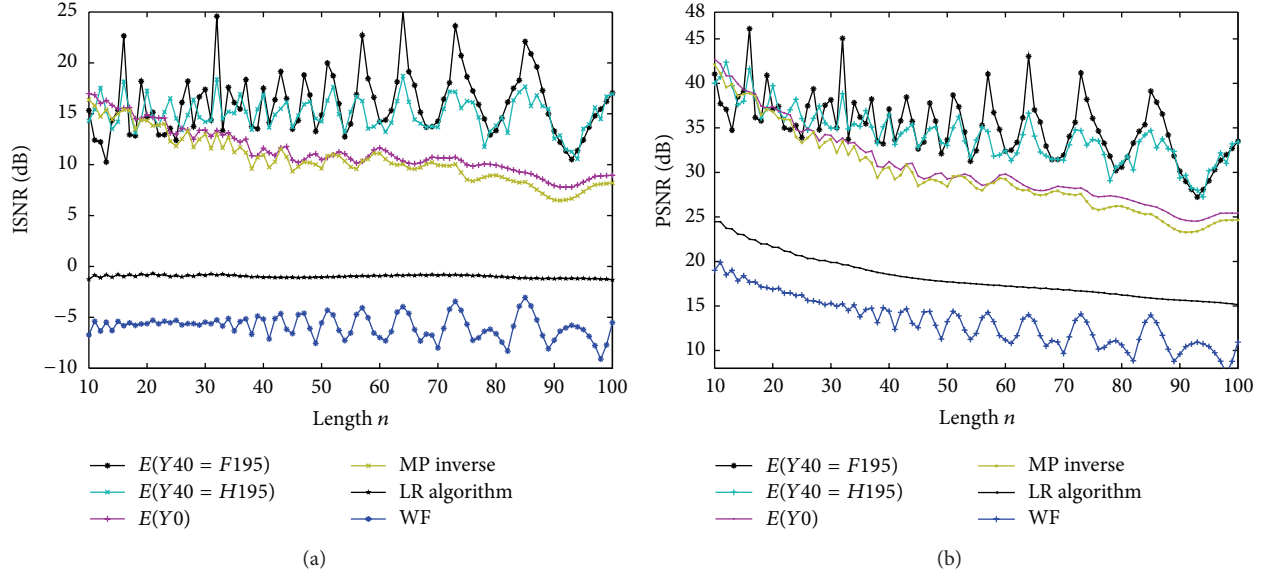 25
20
15
10
5
0
−5
−10
ISNR (dB)
10 20 30 40 50 60 70 80 90 100
Length n
E(Y40 = F195)
E(Y40 = H195)
E(Y0)
MP inverse
LR algorithm
WF
(a)
48
45
40
35
30
25
20
15
10
PSNR (dB)
10 20 30 40 50 60 70 80 90 100
Length n
E(Y40 = F195)
E(Y40 = H195)
E(Y0)
MP inverse
LR algorithm
WF
(b)